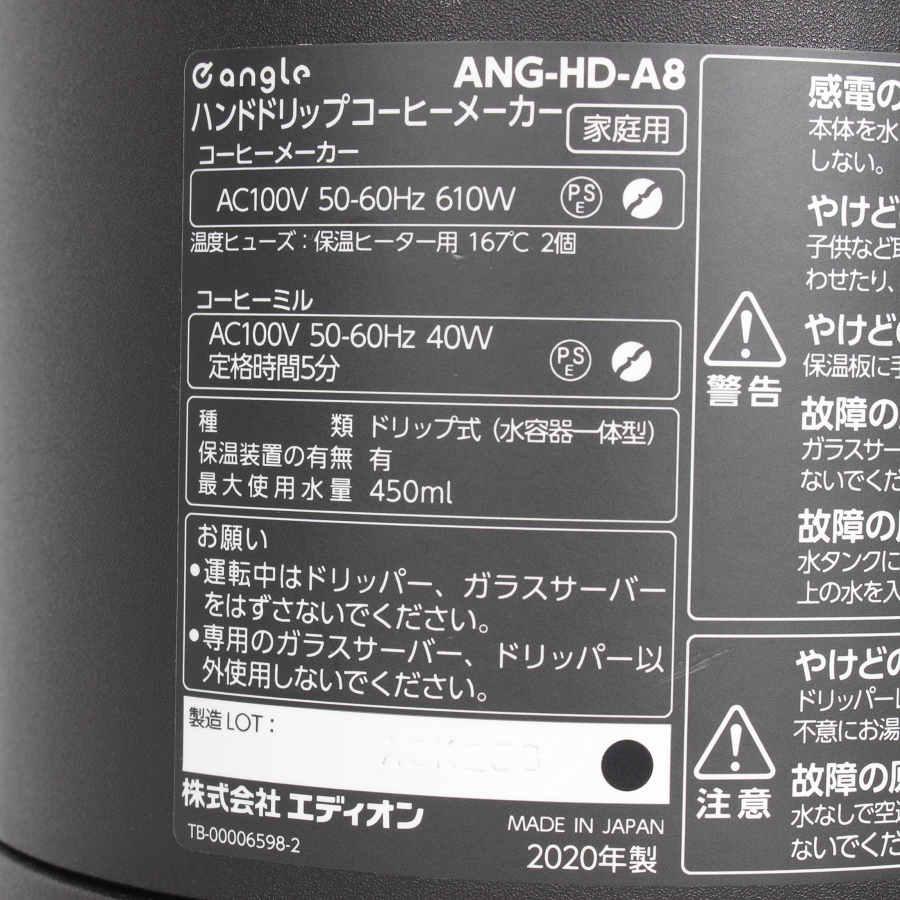 angle ANG-HD-A8
ハンドドリップコーヒーメーカー 家庭用
コーヒーメーカー
AC100V 50-60Hz 610W PSE
温度ヒューズ：保温ヒーター用 167℃ 2個
コーヒーミル
AC100V 50-60Hz 40W PSE
定格時間5分
種類 ドリップ式（水容器一体型）
保温装置の有無 有
最大使用水量 450ml
お願い
●運転中はドリッパー、ガラスサーバー
をはずさないでください。
●専用のガラスサーバー、ドリッパー以
外使用しないでください。
製造LOT：
株式会社 エディオン
TB-00006598-2
MADE IN JAPAN
2020年製
警告
感電の
本体を水
しない。
やけど
子供など
わせたり、
やけどの
保温板に
故障の
ガラスサー
ないでくだ
故障の
水タンクに
上の水を入
注意
やけどの
ドリッパー
不意にお湯
故障の
水なしで空
ないでくだ